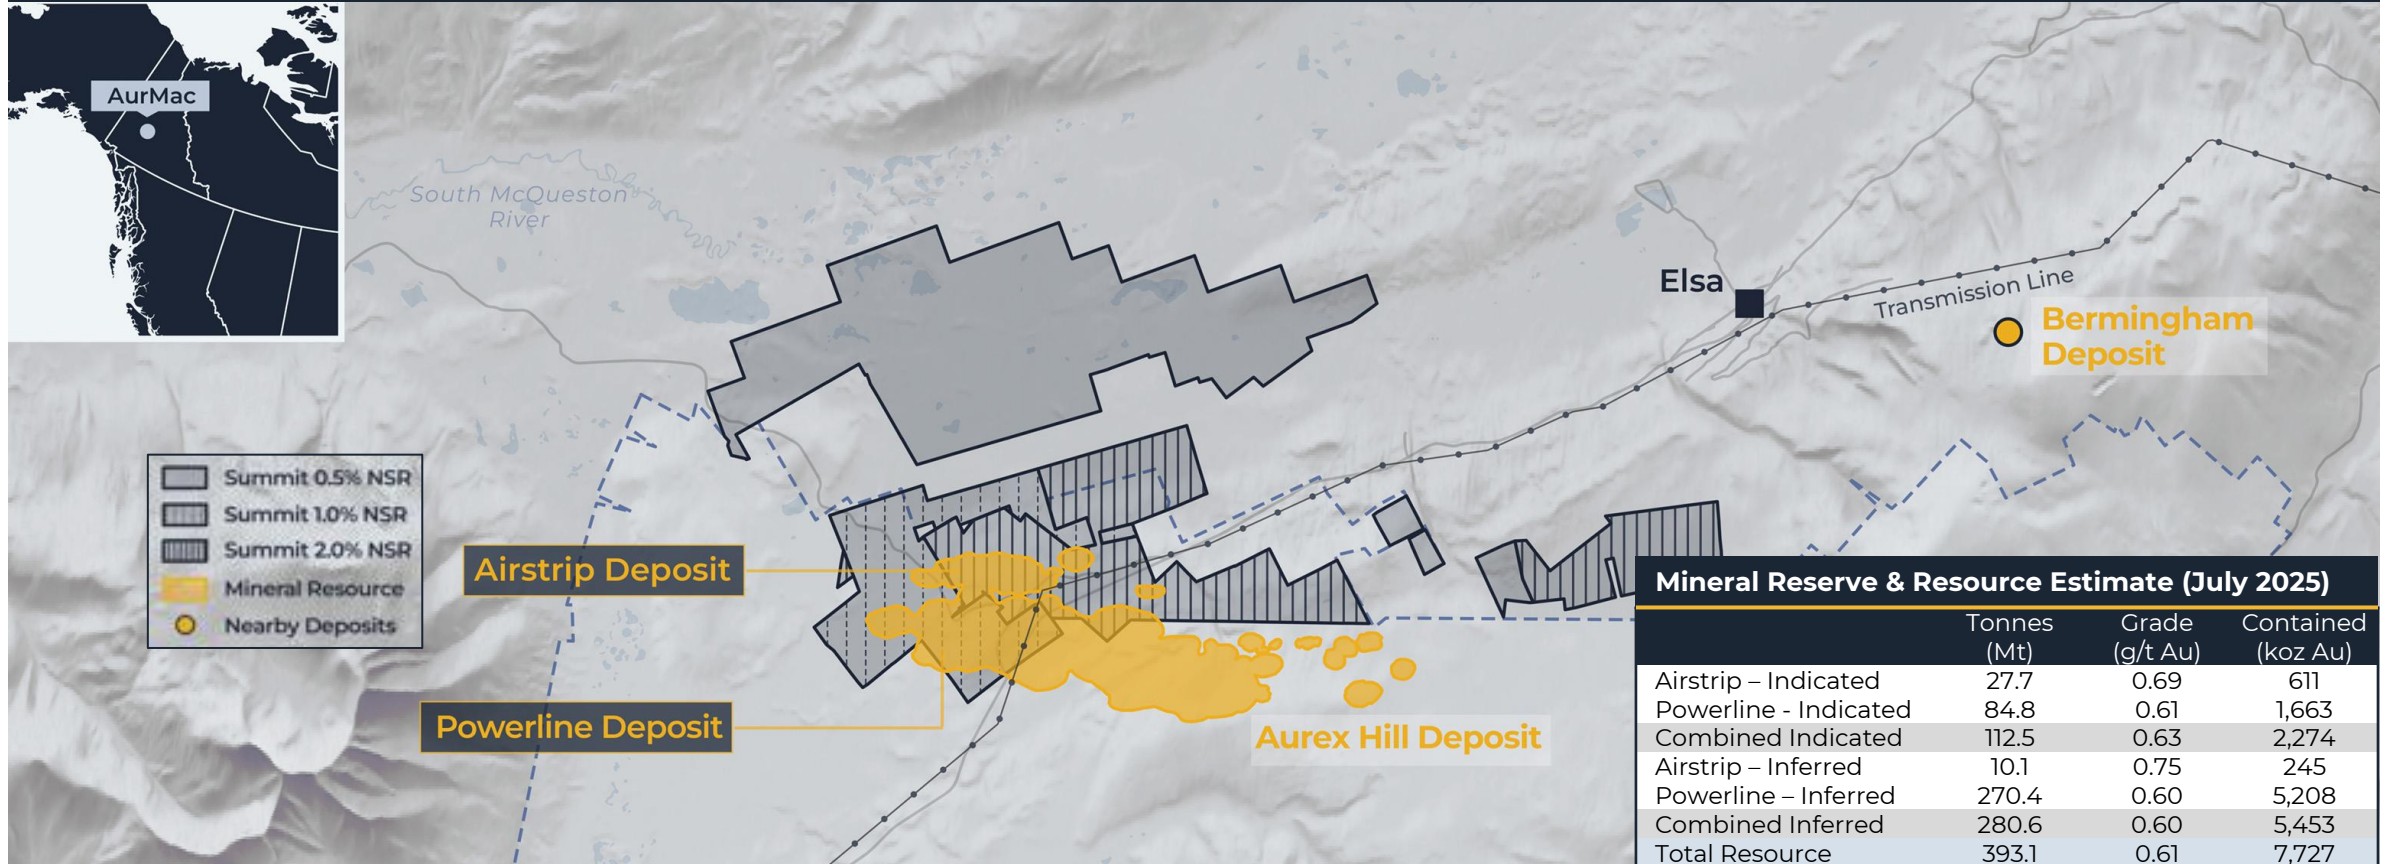 AurMac
South McQueston
River
Elsa
Transmission Line
Bermingham
Deposit
Summit 0.5% NSR
Summit 1.0% NSR
Summit 2.0% NSR
Mineral Resource
Nearby Deposits
Airstrip Deposit
Powerline Deposit
Aurex Hill Deposit
Mineral Reserve & Resource Estimate (July 2025)
Tonnes Grade Contained
(Mt) (g/t Au) (koz Au)
Airstrip – Indicated 27.7 0.69 611
Powerline - Indicated 84.8 0.61 1,663
Combined Indicated 112.5 0.63 2,274
Airstrip – Inferred 10.1 0.75 245
Powerline – Inferred 270.4 0.60 5,208
Combined Inferred 280.6 0.60 5,453
Total Resource 393.1 0.61 7,727